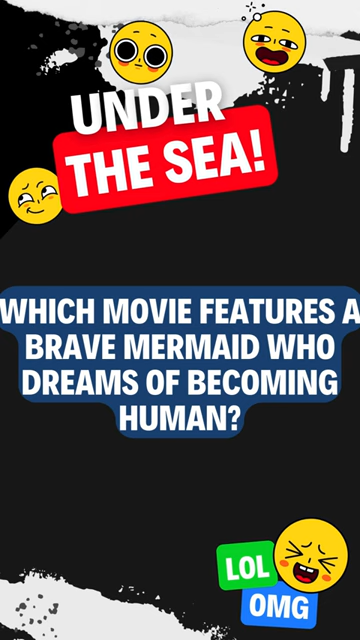 UNDER
THE SEA!
WHICH MOVIE FEATURES A
BRAVE MERMAID WHO
DREAMS OF BECOMING
HUMAN?
LOL
OMG